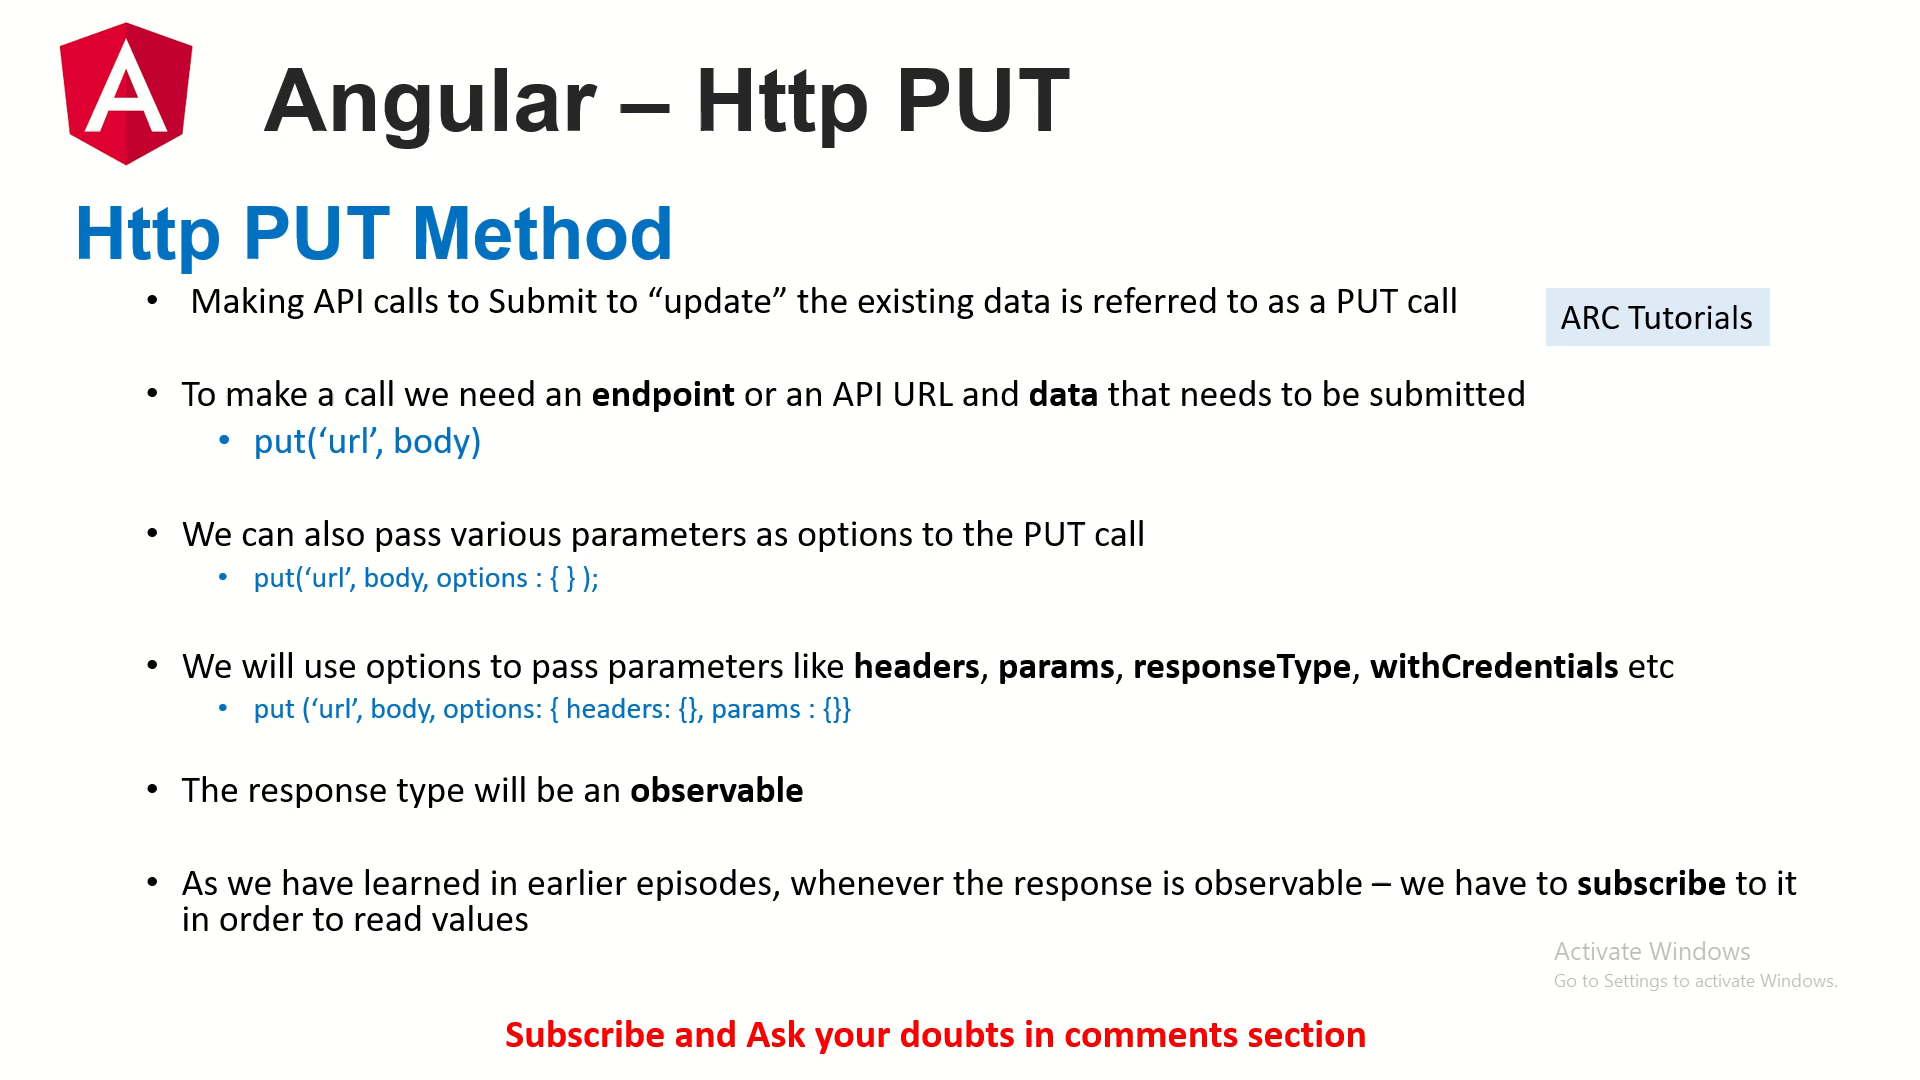 Angular – Http PUT
Http PUT Method
• Making API calls to Submit to “update” the existing data is referred to as a PUT call
ARC Tutorials
• To make a call we need an endpoint or an API URL and data that needs to be submitted
• put(‘url’, body)
• We can also pass various parameters as options to the PUT call
• put(‘url’, body, options : { } );
• We will use options to pass parameters like headers, params, responseType, withCredentials etc
• put (‘url’, body, options: { headers: {}, params : {}}
• The response type will be an observable
• As we have learned in earlier episodes, whenever the response is observable – we have to subscribe to it
in order to read values
Activate Windows
Go to Settings to activate Windows.
Subscribe and Ask your doubts in comments section